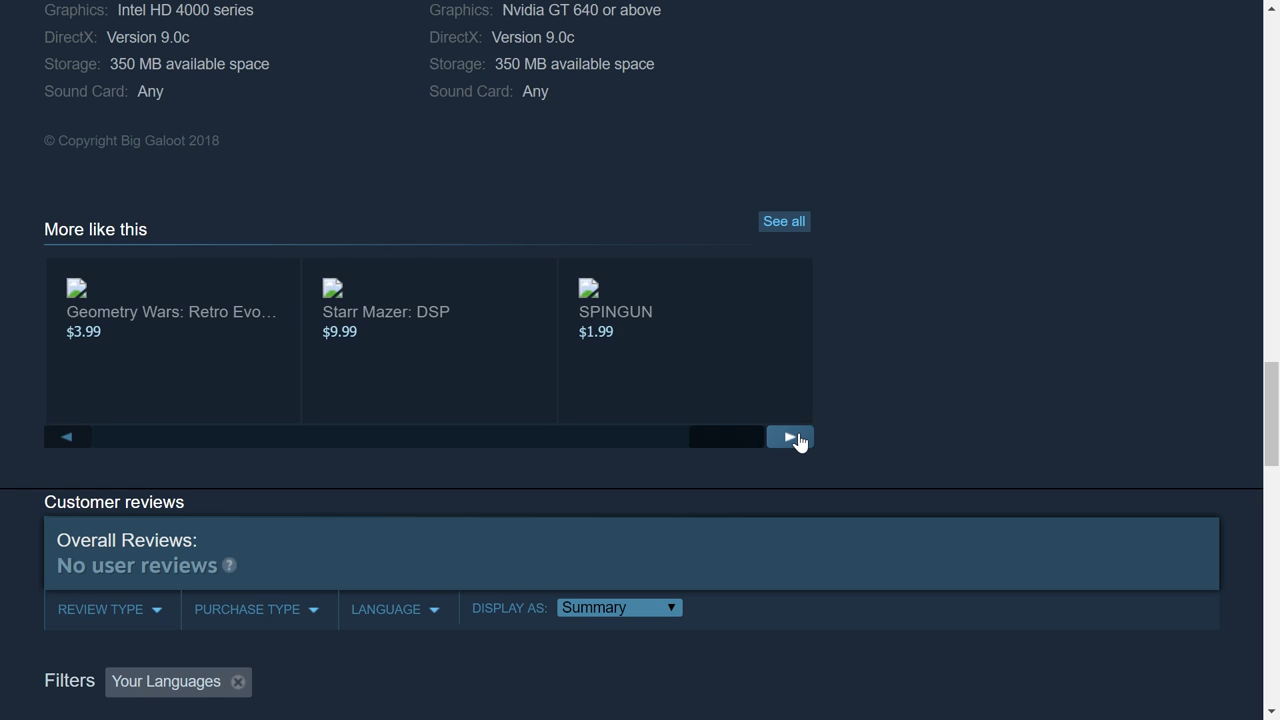 Graphics: Intel HD 4000 series
DirectX: Version 9.0c
Storage: 350 MB available space
Sound Card: Any
Graphics: Nvidia GT 640 or above
DirectX: Version 9.0c
Storage: 350 MB available space
Sound Card: Any
© Copyright Big Galoot 2018
More like this
See all
Geometry Wars: Retro Evo...
$3.99
Starr Mazer: DSP
$9.99
SPINGUN
$1.99
Customer reviews
Overall Reviews:
No user reviews ?
REVIEW TYPE
PURCHASE TYPE
LANGUAGE
DISPLAY AS: Summary
Filters Your Languages